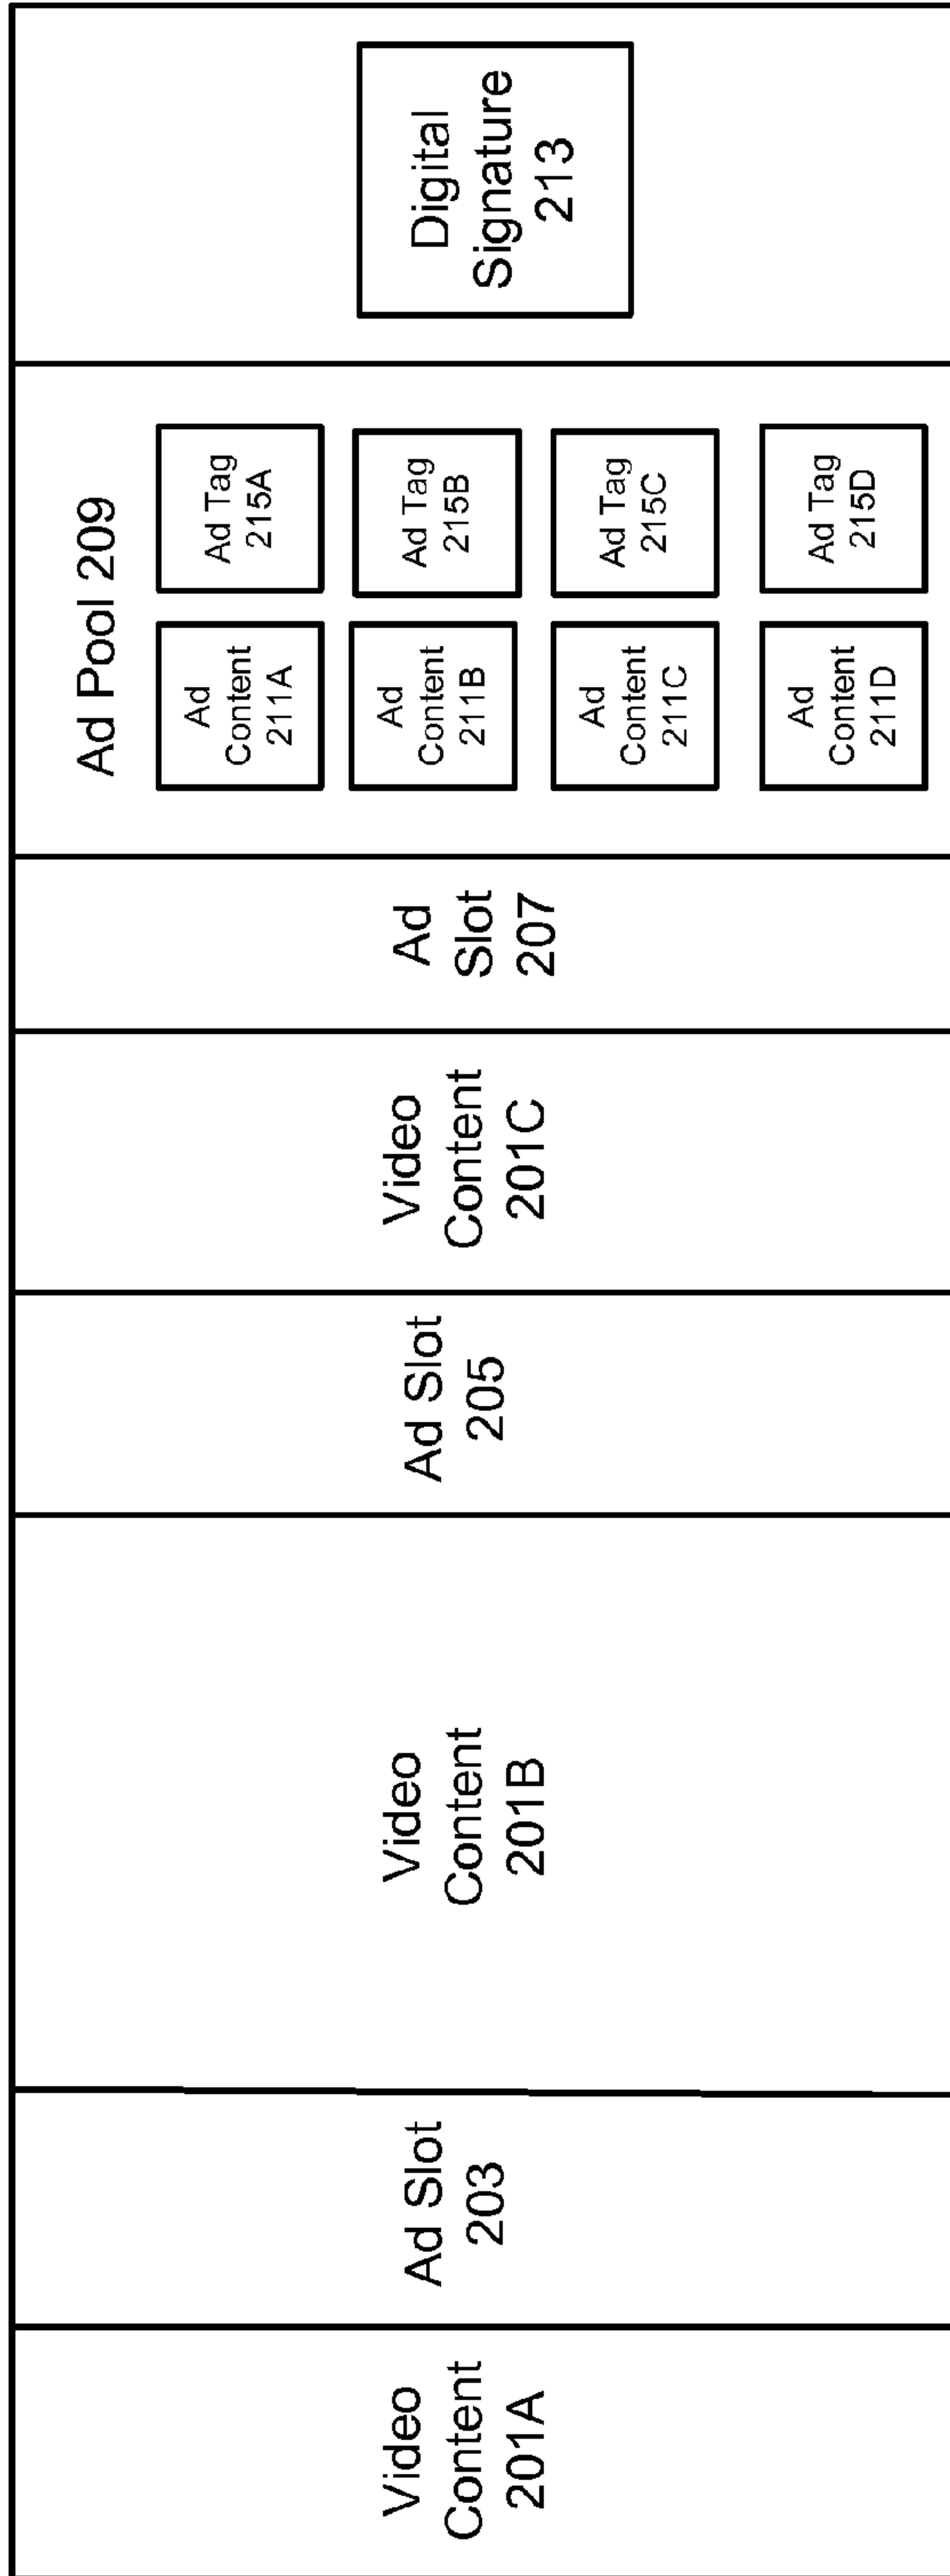 Video
Content
201A
Ad Slot
203
Video
Content
201B
Ad Slot
205
Video
Content
201C
Ad
Slot
207
Ad Pool 209
Ad
Content
211A
Ad Tag
215A
Ad
Content
211B
Ad Tag
215B
Ad
Content
211C
Ad Tag
215C
Ad
Content
211D
Ad Tag
215D
Digital
Signature
213